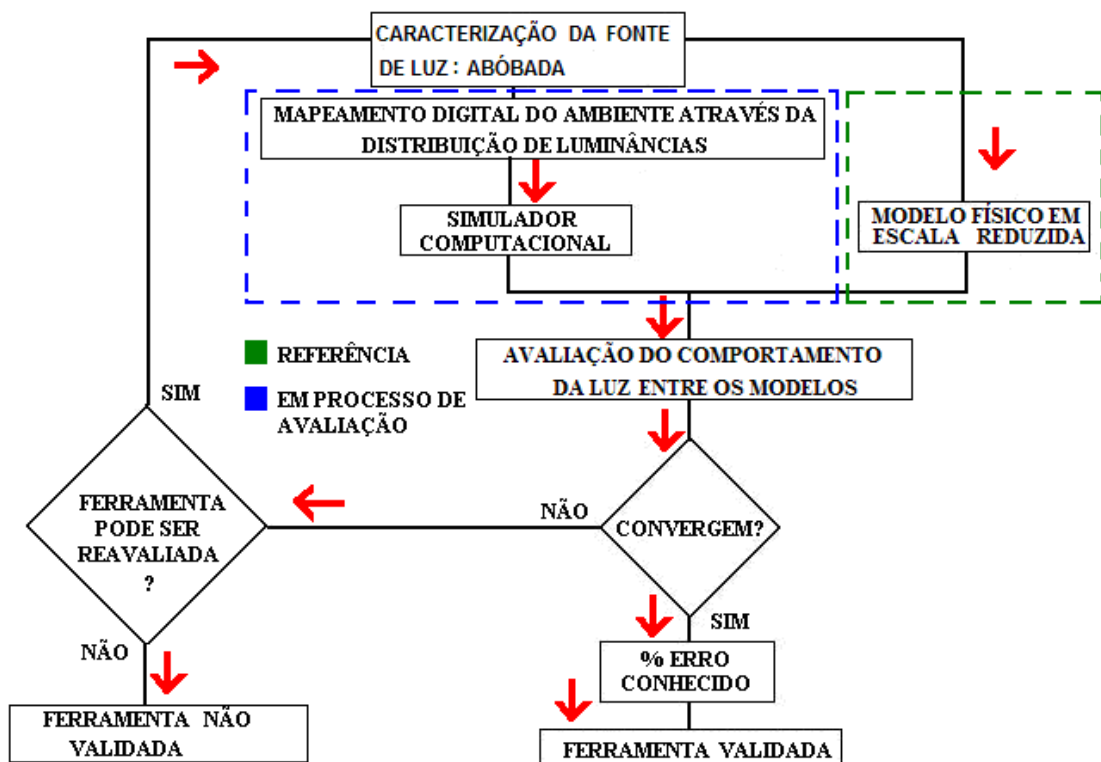 CARACTERIZAÇÃO DA FONTE
DE LUZ: ABÓBADA
MAPEAMENTO DIGITAL DO AMBIENTE ATRAVÉS DA
DISTRIBUIÇÃO DE LUMINÂNCIAS
SIMULADOR
COMPUTACIONAL
MODELO FÍSICO EM
ESCALA REDUZIDA
REFERÊNCIA
EM PROCESSO DE
AVALIAÇÃO
AVALIAÇÃO DO COMPORTAMENTO
DA LUZ ENTRE OS MODELOS
SIM
FERRAMENTA
PODE SER
REAVALIADA
?
NÃO
CONVERGEM?
NÃO
SIM
% ERRO
CONHECIDO
FERRAMENTA NÃO
VALIDADA
FERRAMENTA VALIDADA